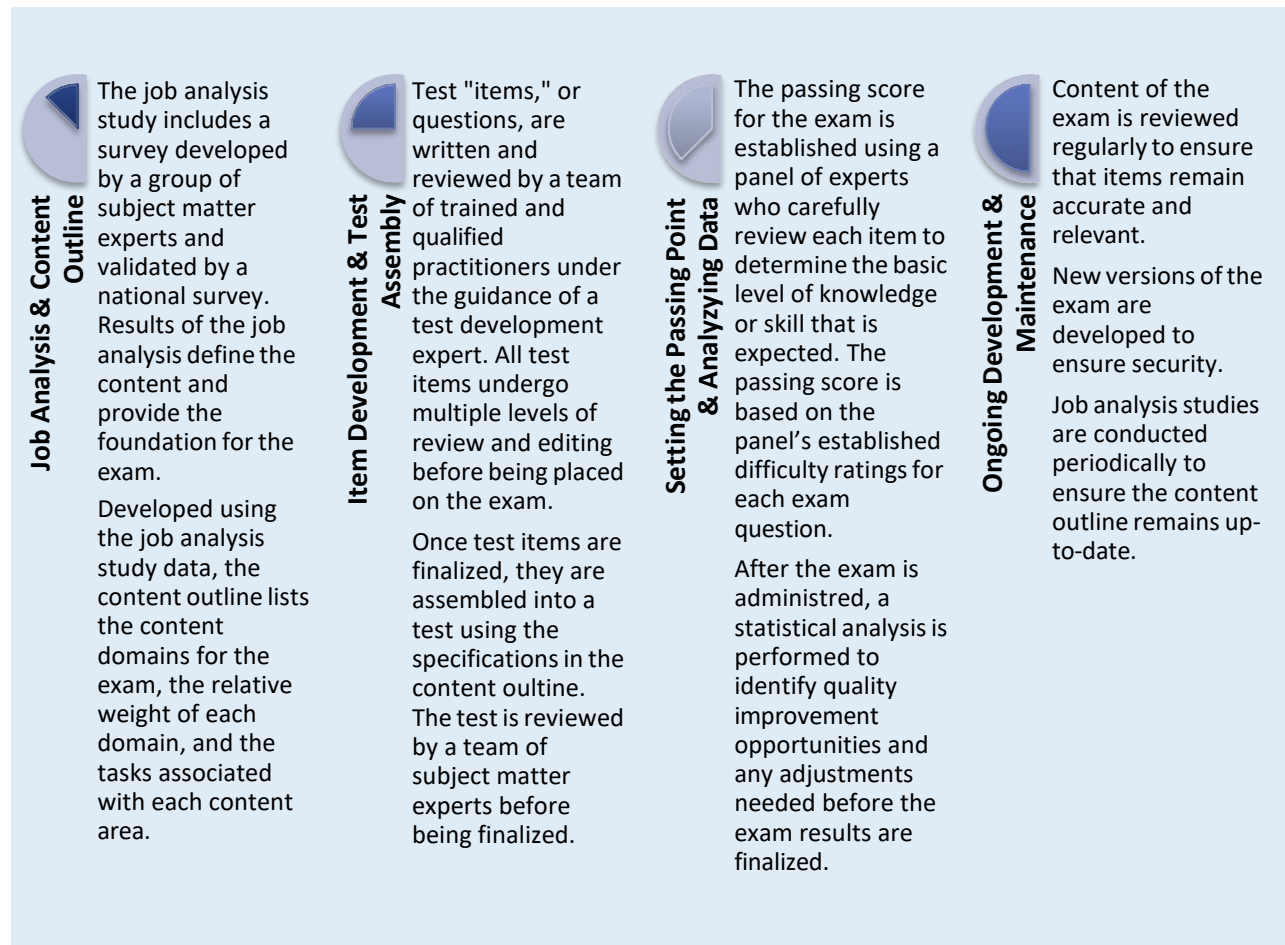 Job Analysis & Content
Outline
The job analysis
study includes a
survey developed
by a group of
subject matter
experts and
validated by a
national survey.
Results of the job
analysis define the
content and
provide the
foundation for the
exam.
Developed using
the job analysis
study data, the
content outline lists
the content
domains for the
exam, the relative
weight of each
domain, and the
tasks associated
with each content
area.
Item Development & Test
Assembly
Test "items," or
questions, are
written and
reviewed by a team
of trained and
qualified
practitioners under
the guidance of a
test development
expert. All test
items undergo
multiple levels of
review and editing
before being placed
on the exam.
Once test items are
finalized, they are
assembled into a
test using the
specifications in the
content oultine.
The test is reviewed
by a team of
subject matter
experts before
being finalized.
Setting the Passing Point
& Analyzying Data
The passing score
for the exam is
established using a
panel of experts
who carefully
review each item to
determine the basic
level of knowledge
or skill that is
expected. The
passing score is
based on the
panel’s established
difficulty ratings for
each exam
question.
After the exam is
administred, a
statistical analysis is
performed to
identify quality
improvement
opportunities and
any adjustments
needed before the
exam results are
finalized.
Ongoing Development &
Maintenance
Content of the
exam is reviewed
regularly to ensure
that items remain
accurate and
relevant.
New versions of the
exam are
developed to
ensure security.
Job analysis studies
are conducted
periodically to
ensure the content
outline remains up-
to-date.